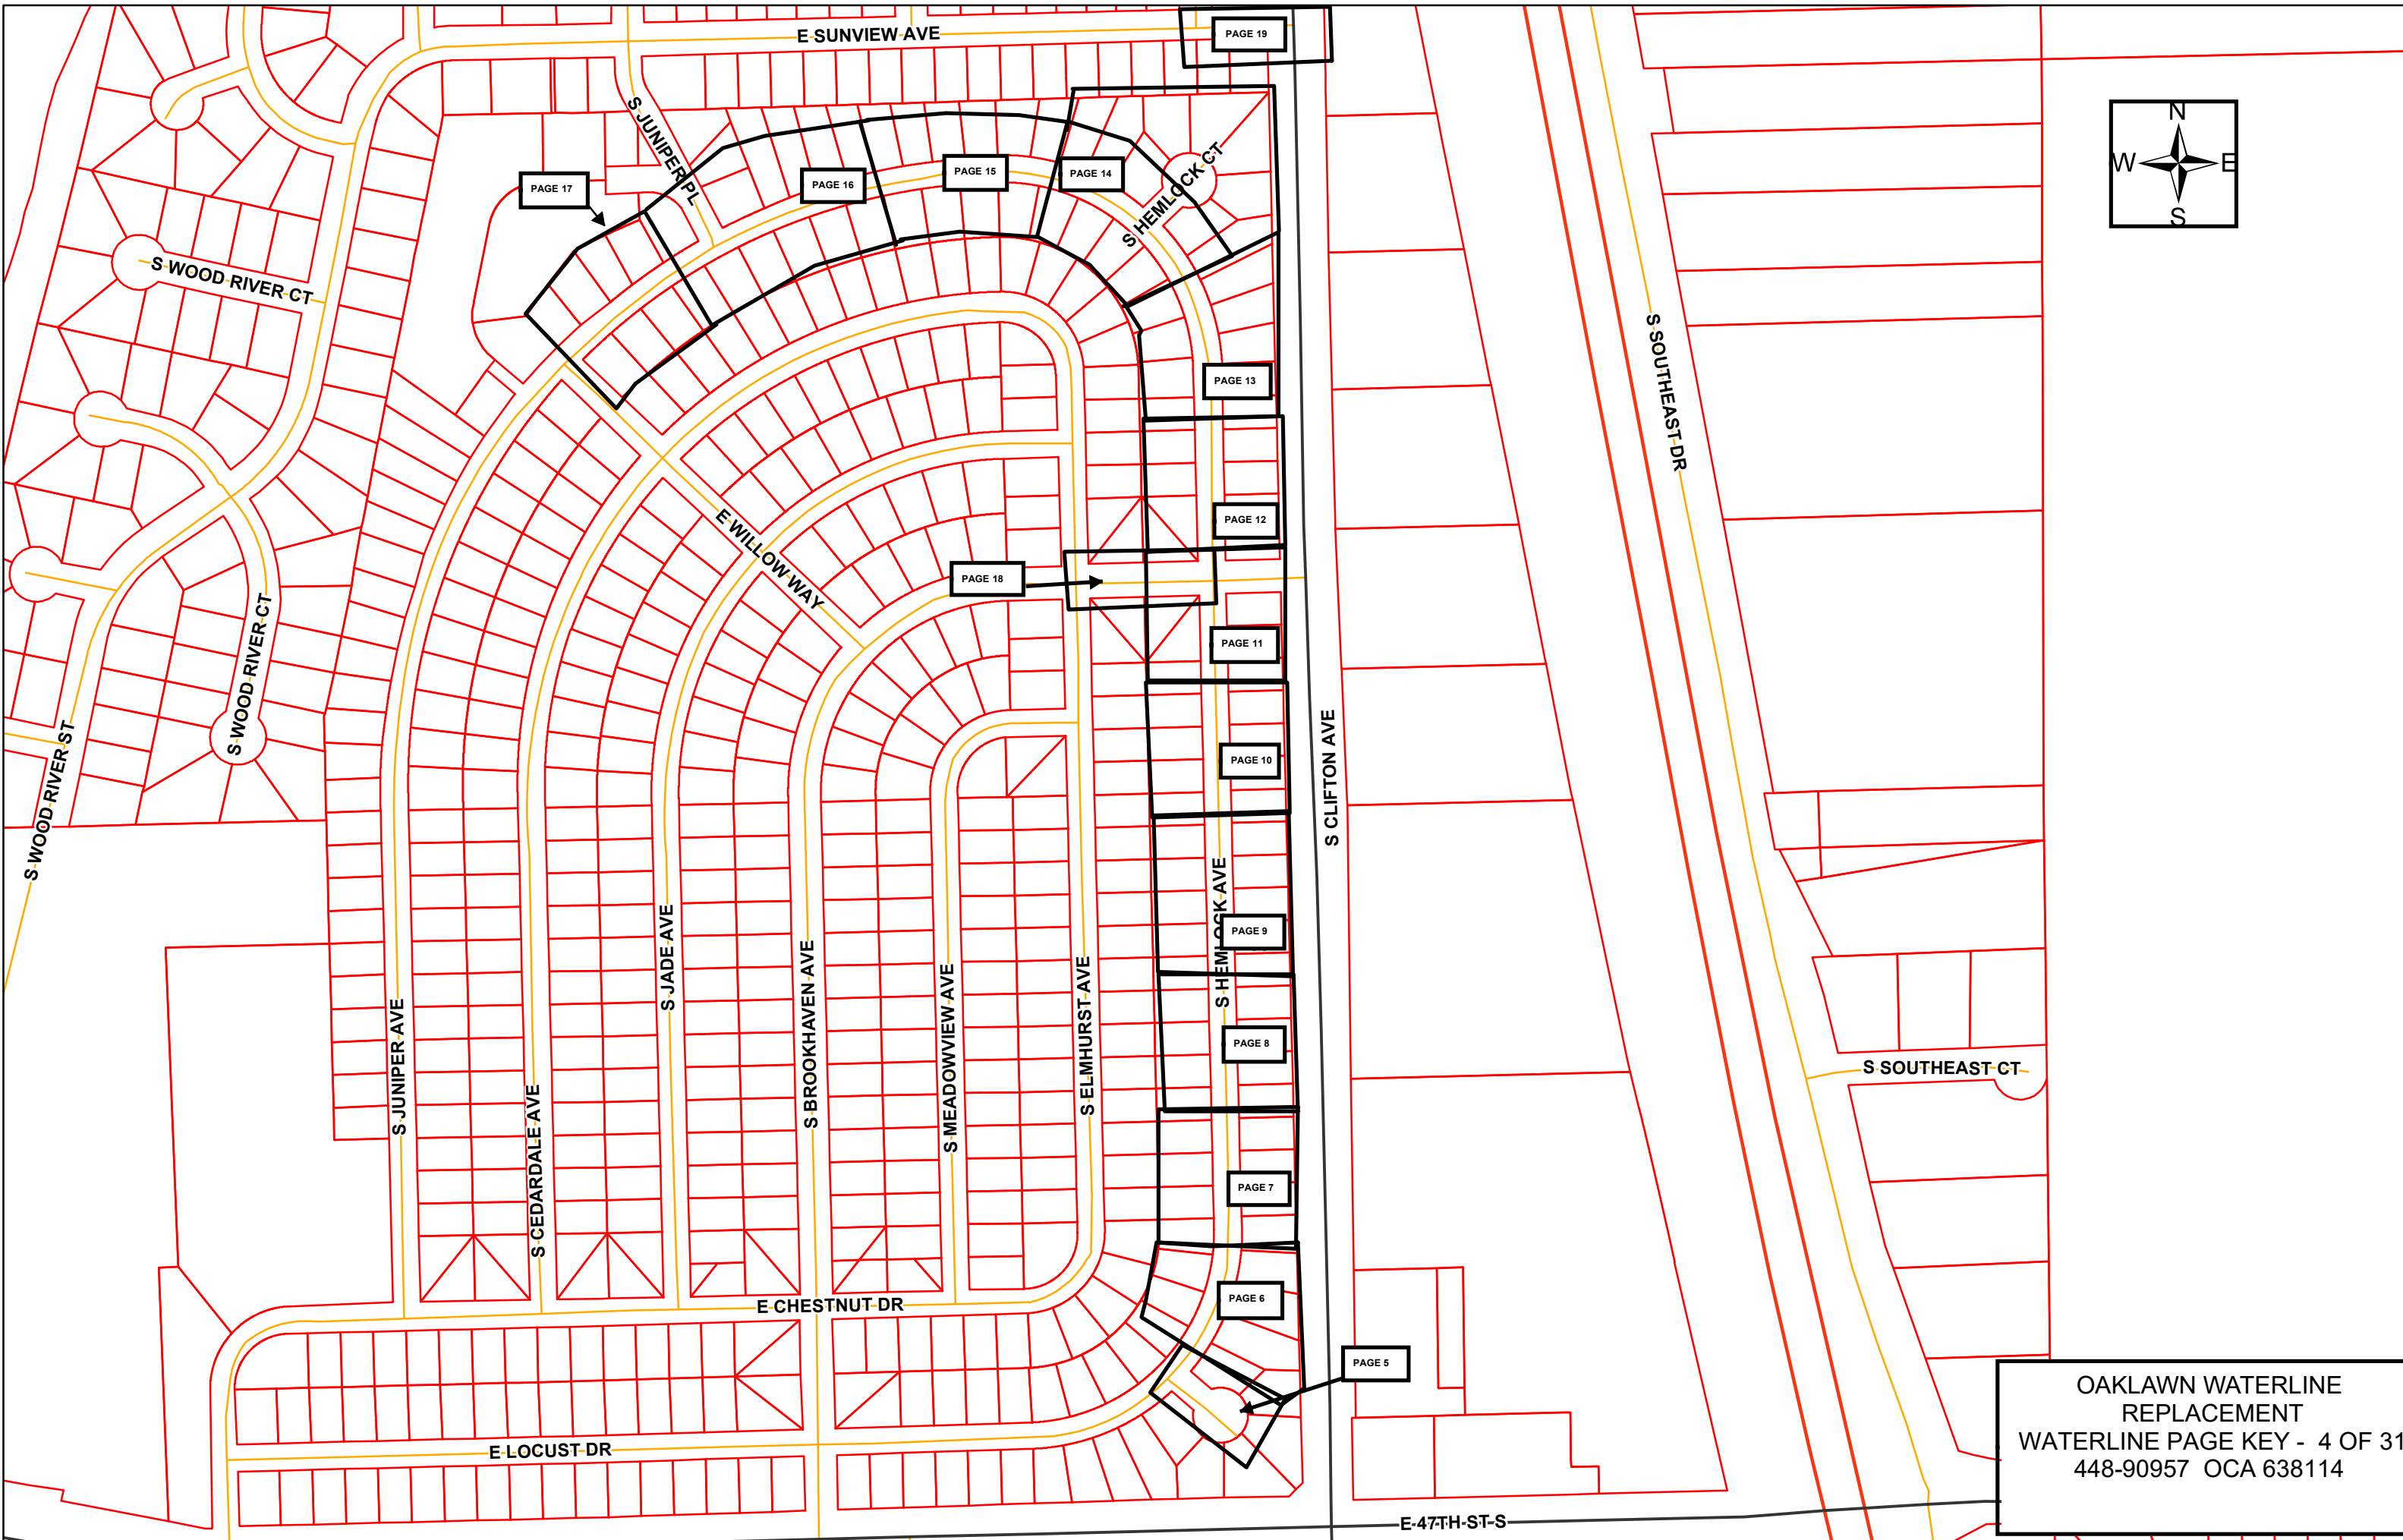 E SUNVIEW AVE
PAGE 19
N
W
E
S
S JUNIPER PL
PAGE 17
PAGE 16
PAGE 15
PAGE 14
S HEMLOCK CT
S WOOD RIVER CT
S SOUTHEAST DR
PAGE 13
PAGE 12
E WILLOW WAY
PAGE 18
PAGE 11
S WOOD RIVER CT
S WOOD RIVER ST
PAGE 10
S CLIFTON AVE
S HEMLOCK AVE
PAGE 9
S JADE AVE
S BROOKHAVEN AVE
S MEADOWVIEW AVE
S ELMHURST AVE
S JUNIPER AVE
S CEDARDALE AVE
PAGE 8
S SOUTHEAST CT
PAGE 7
PAGE 6
E CHESTNUT DR
PAGE 5
E LOCUST DR
E 47TH ST S
OAKLAWN WATERLINE
REPLACEMENT
WATERLINE PAGE KEY - 4 OF 31
448-90957 OCA 638114